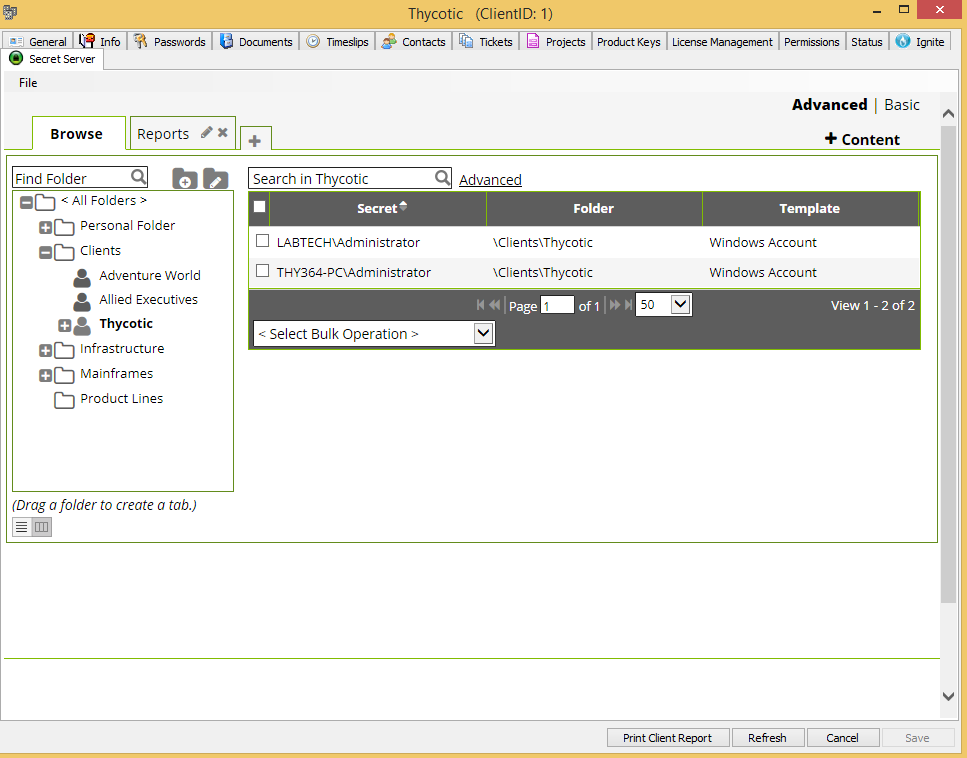 Thycotic (ClientID: 1)
General Info Passwords Documents Timeslips Contacts Tickets Projects Product Keys License Management Permissions Status Ignite
Secret Server
File
Advanced | Basic
Browse Reports
+ Content
Find Folder
Search in Thycotic Advanced
< All Folders >
Personal Folder
Clients
Adventure World
Allied Executives
Thycotic
Infrastructure
Mainframes
Product Lines
Secret Folder Template
LABTECH\Administrator \Clients\Thycotic Windows Account
THY364-PC\Administrator \Clients\Thycotic Windows Account
Page 1 of 1 50 View 1 - 2 of 2
< Select Bulk Operation >
(Drag a folder to create a tab.)
Print Client Report Refresh Cancel Save